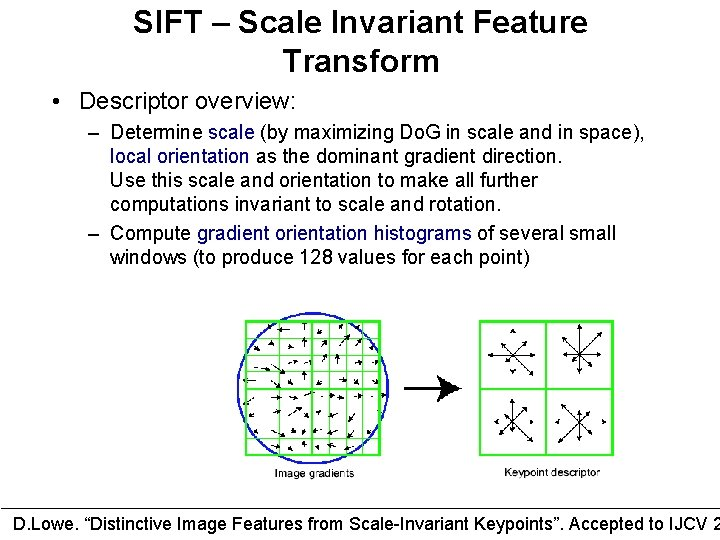 SIFT – Scale Invariant Feature
Transform
• Descriptor overview:
– Determine scale (by maximizing Do. G in scale and in space),
local orientation as the dominant gradient direction.
Use this scale and orientation to make all further
computations invariant to scale and rotation.
– Compute gradient orientation histograms of several small
windows (to produce 128 values for each point)
Image gradients
Keypoint descriptor
D. Lowe. “Distinctive Image Features from Scale-Invariant Keypoints”. Accepted to IJCV 2